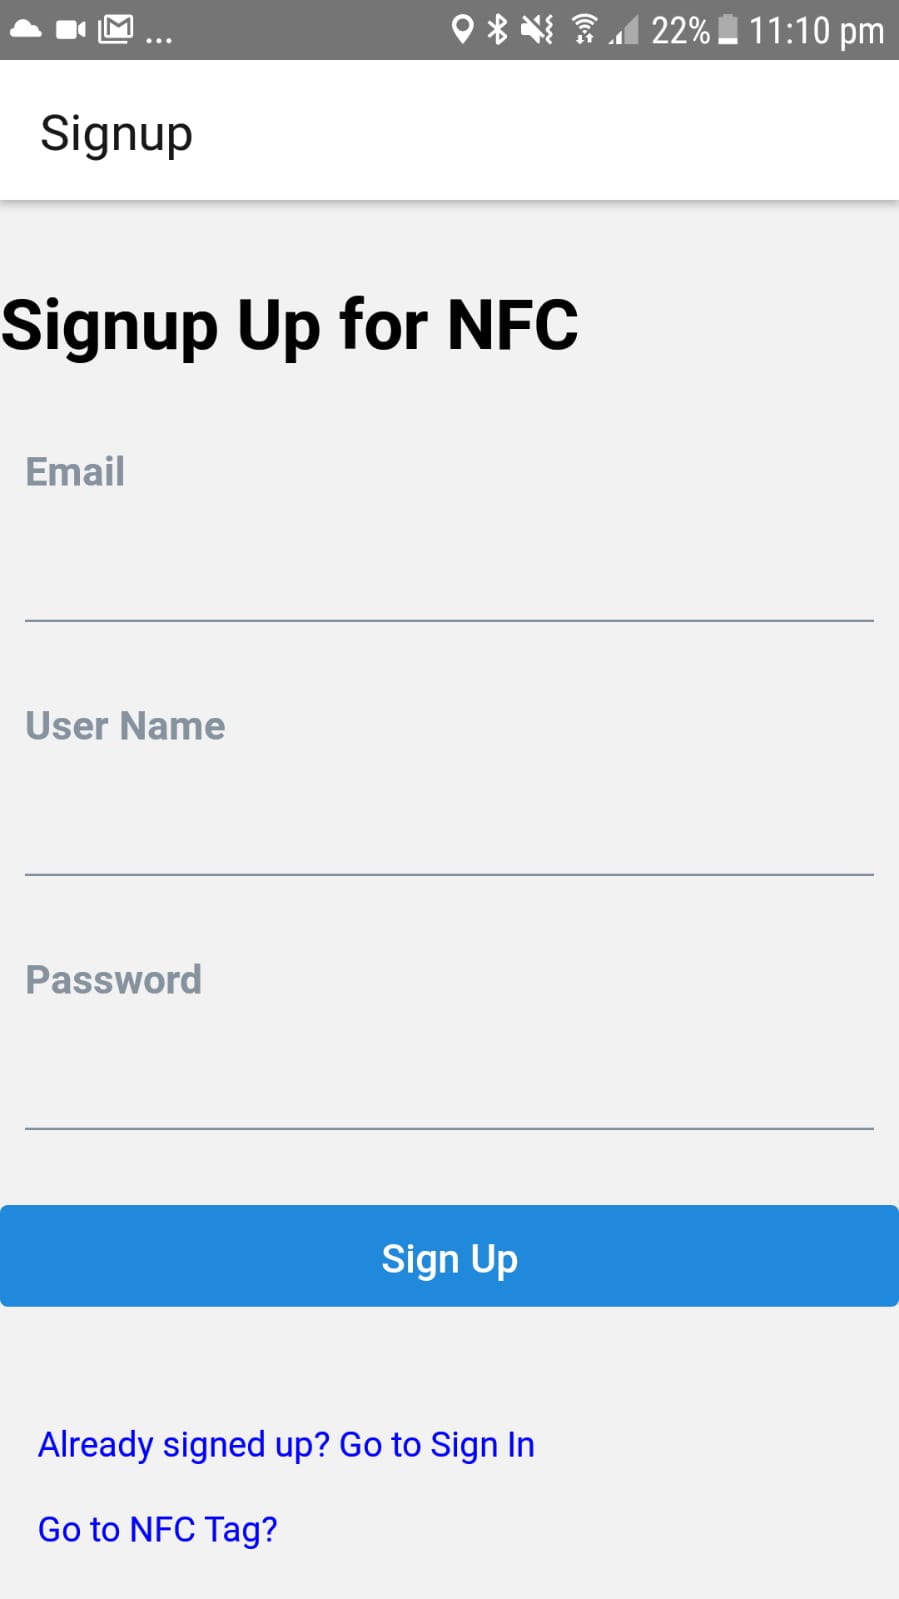 ... 22% 11:10 pm
Signup
Signup Up for NFC
Email
User Name
Password
Sign Up
Already signed up? Go to Sign In
Go to NFC Tag?